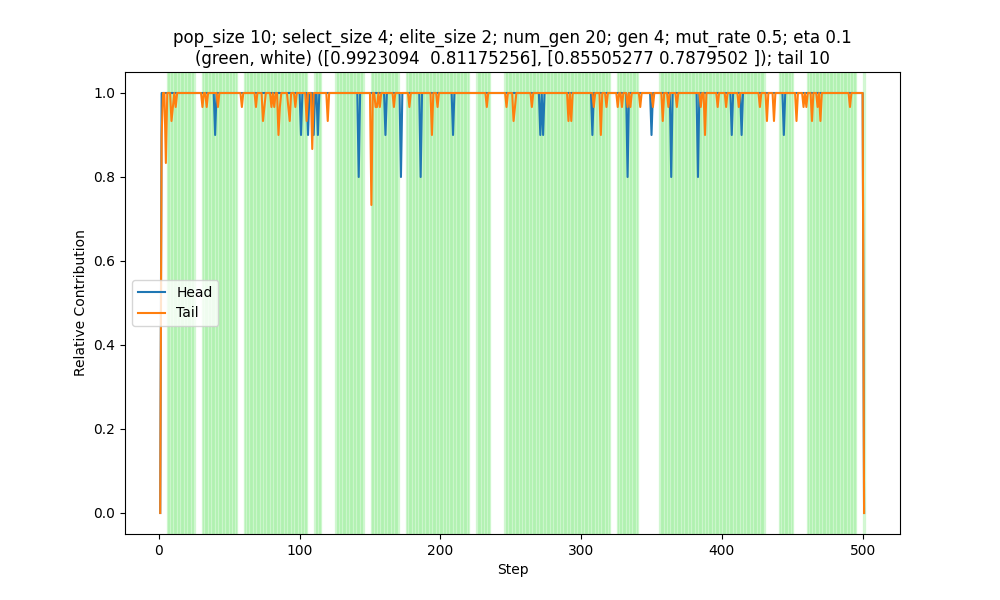 pop_size 10; select_size 4; elite_size 2; num_gen 20; gen 4; mut_rate 0.5; eta 0.1
(green, white) ([0.9923094  0.81175256], [0.85505277 0.7879502 ]); tail 10
1.0
0.8
0.6
0.4
0.2
0.0
Relative Contribution
Head
Tail
0 100 200 300 400 500
Step